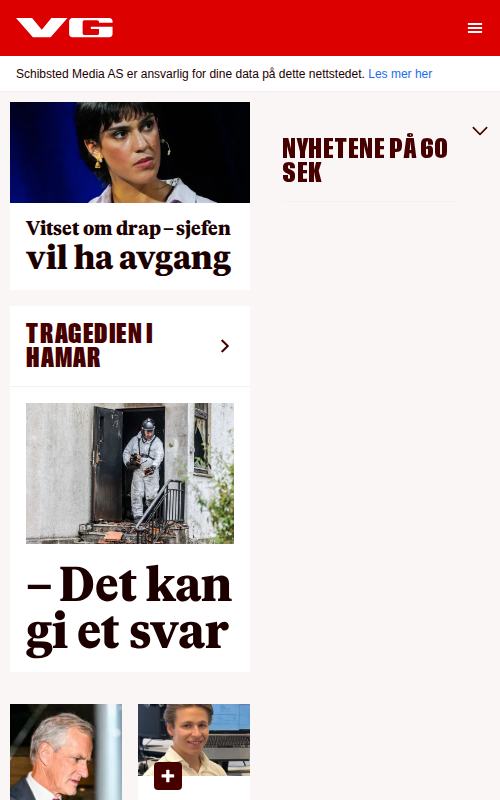 VG
Schibsted Media AS er ansvarlig for dine data på dette nettstedet. Les mer her
Vitset om drap – sjefen
vil ha avgang
NYHETENE PÅ 60
SEK
TRAGEDIEN I
HAMAR
– Det kan
gi et svar